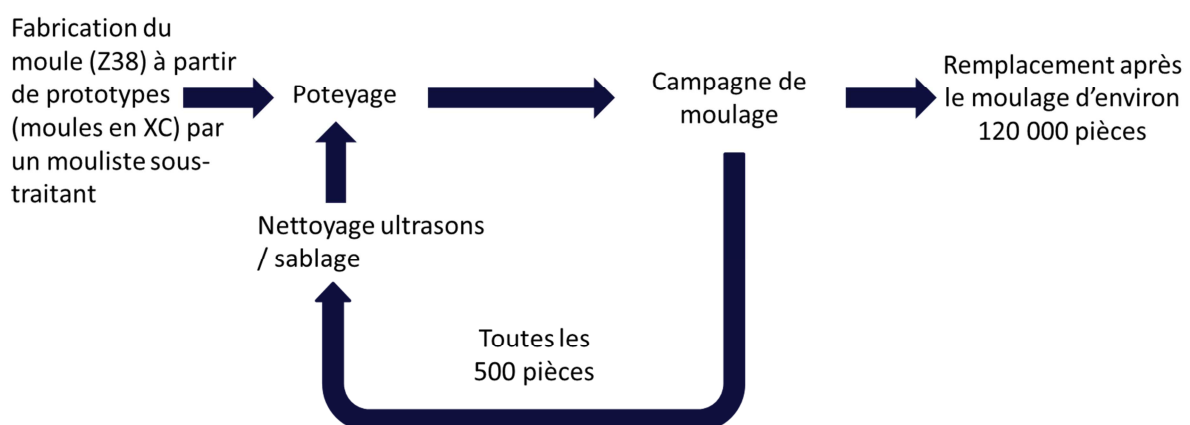 Fabrication du
moule (Z38) à partir
de prototypes
(moules en XC) par
un mouliste sous-
traitant
Poteyage
Campagne de
moulage
Remplacement après
le moulage d’environ
120 000 pièces
Nettoyage ultrasons
/ sablage
Toutes les
500 pièces